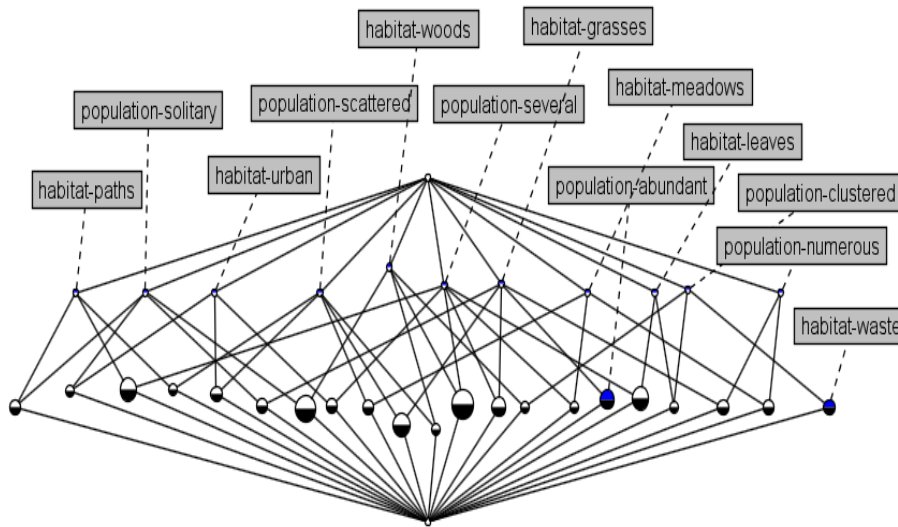 habitat-woods
habitat-grasses
habitat-meadows
population-solitary
population-scattered
population-several
habitat-leaves
habitat-paths
habitat-urban
population-abundant
population-clustered
population-numerous
habitat-waste